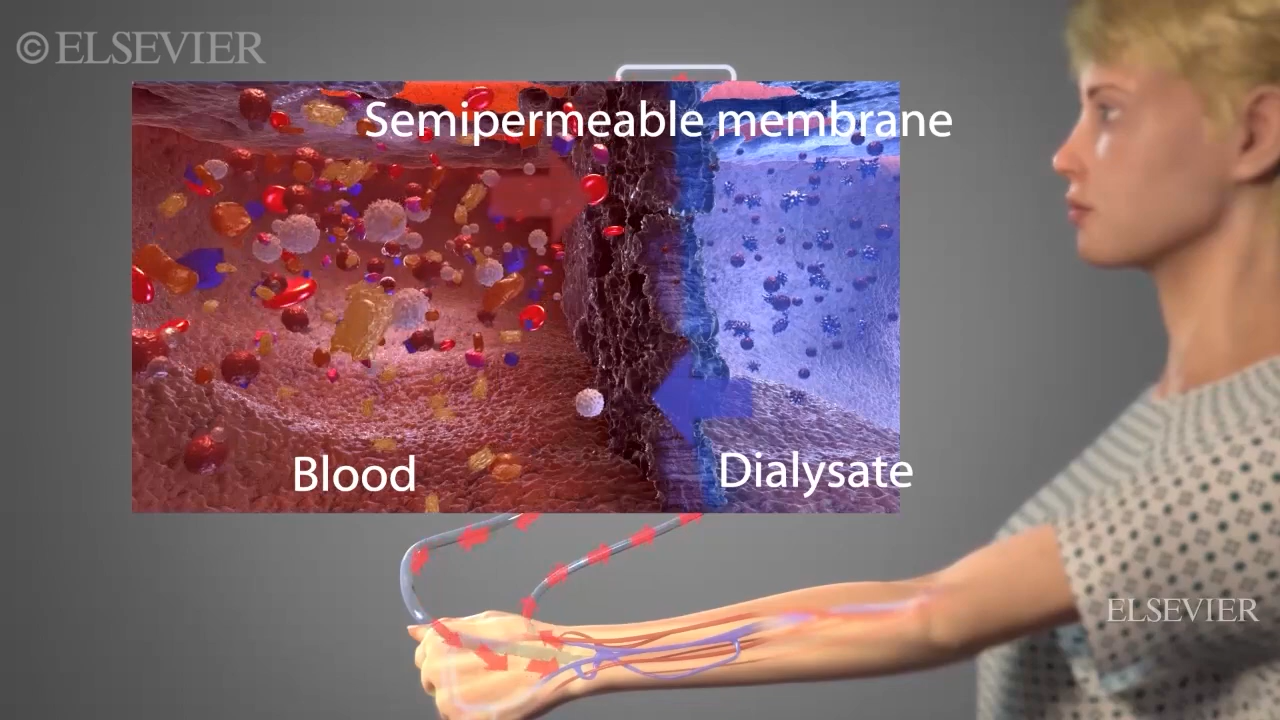 © ELSEVIER
Semipermeable membrane
Blood
Dialysate
ELSEVIER